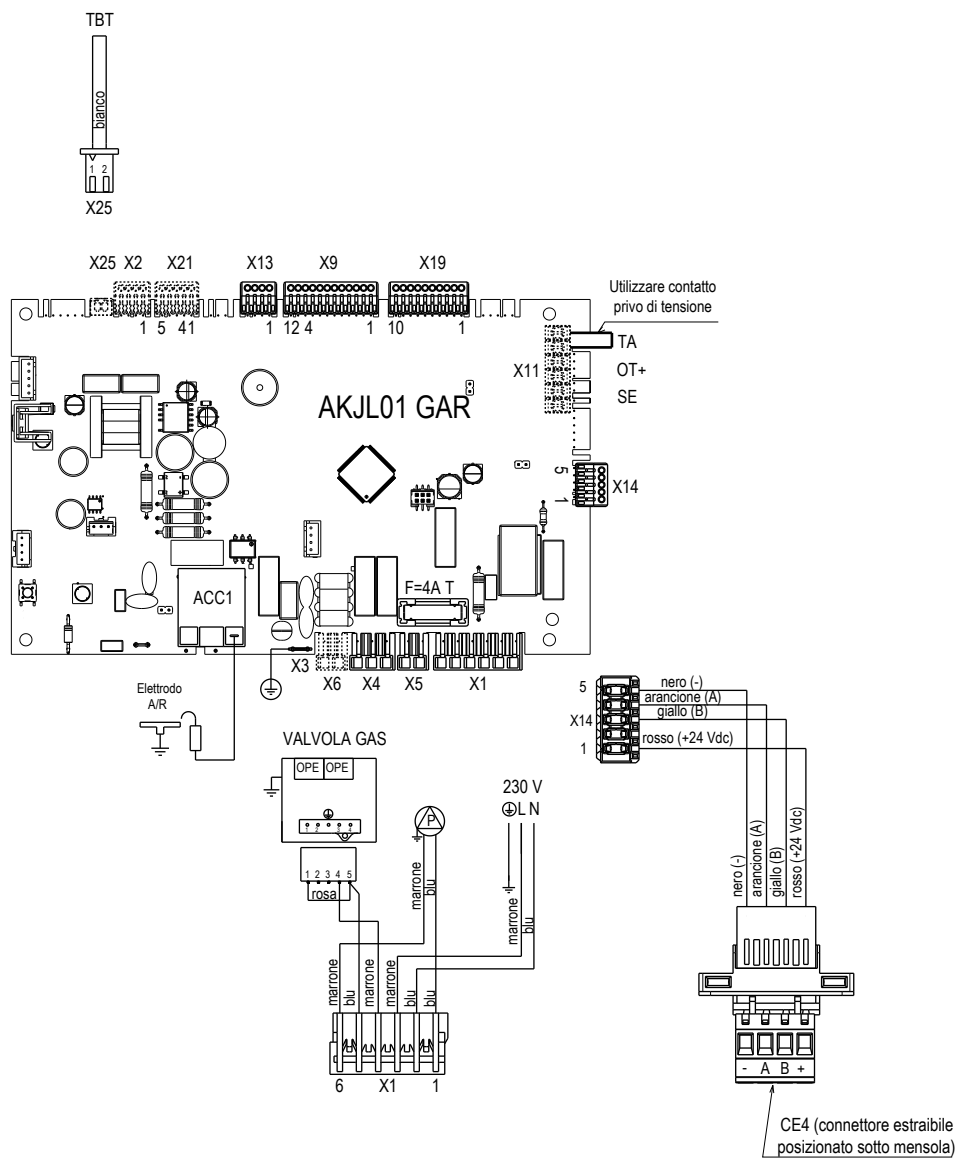 TBT
bianco
1 2
X25
X25 X2 X21 X13 X9 X19
1 5 41 1 12 4 1 10 1
Utilizzare contatto
privo di tensione
TA
X11 OT+
SE
AKJL01 GAR
5
1
X14
ACC1
F=4A T
X3 X6 X4 X5 X1
Elettrodo
A/R
VALVOLA GAS
OPE OPE
1 2 3 4 5
rosa
P
marrone
blu
230 V
L N
marrone
blu
marrone
blu
marrone
marrone
blu
blu
6 X1 1
5
X14
1
nero (-)
arancione (A)
giallo (B)
rosso (+24 Vdc)
nero (-)
arancione (A)
giallo (B)
rosso (+24 Vdc)
- A B +
CE4 (connettore estraibile
posizionato sotto mensola)